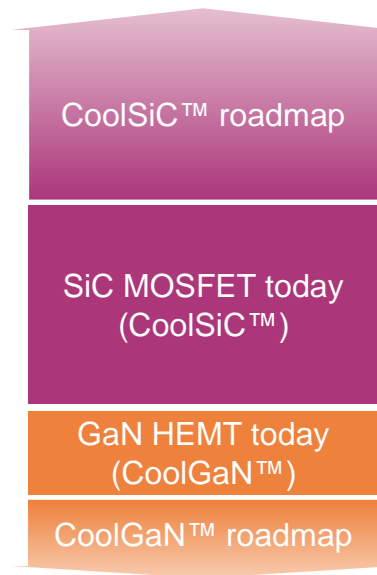 CoolSiC™ roadmap
SiC MOSFET today
(CoolSiC™)
GaN HEMT today
(CoolGaN™)
CoolGaN™ roadmap